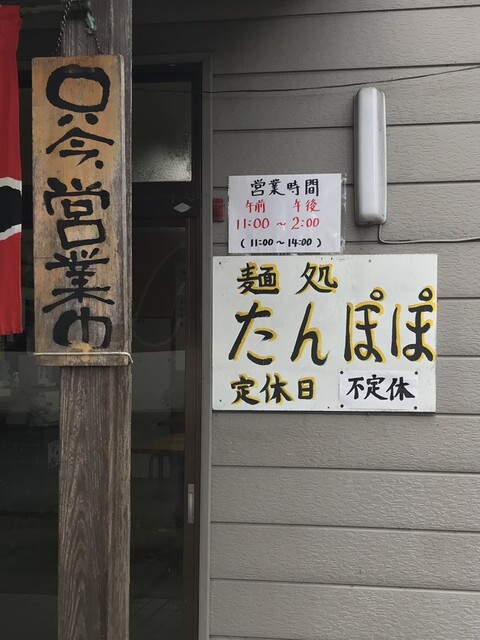 只今営業中
営業時間
午前 午後
11:00 ~ 2:00
(11:00~14:00)
麺処
たんぽぽ
定休日 不定休